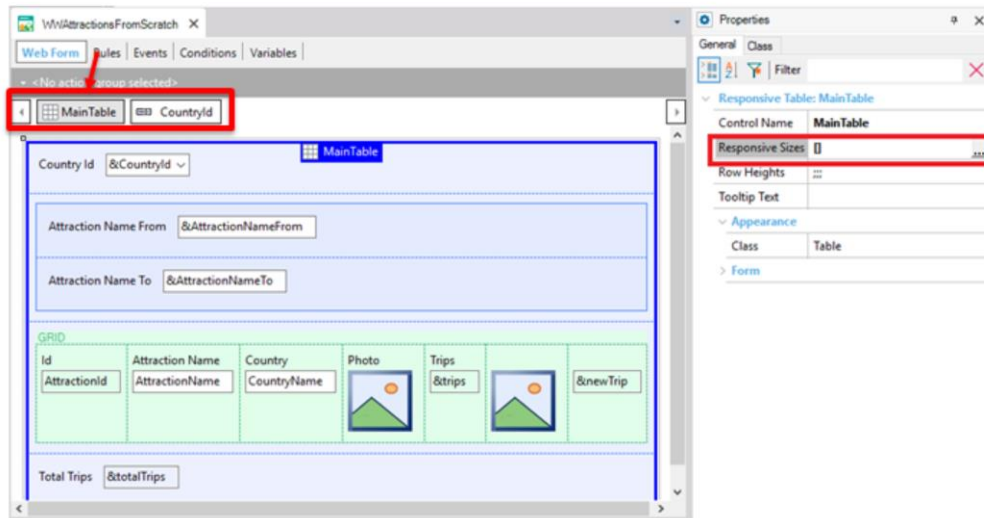 WWAttractionsFromScratch
Web Form Rules Events Conditions Variables
<No action group selected>
MainTable CountryId
MainTable
Country Id &CountryId
Attraction Name From &AttractionNameFrom
Attraction Name To &AttractionNameTo
GRID
Id Attraction Name Country Photo Trips
AttractionId AttractionName CountryName &trips &newTrip
Total Trips &totalTrips
Properties
General Class
Filter
Responsive Table: MainTable
Control Name MainTable
Responsive Sizes [] ...
Row Heights ;;;
Tooltip Text
Appearance
Class Table
Form